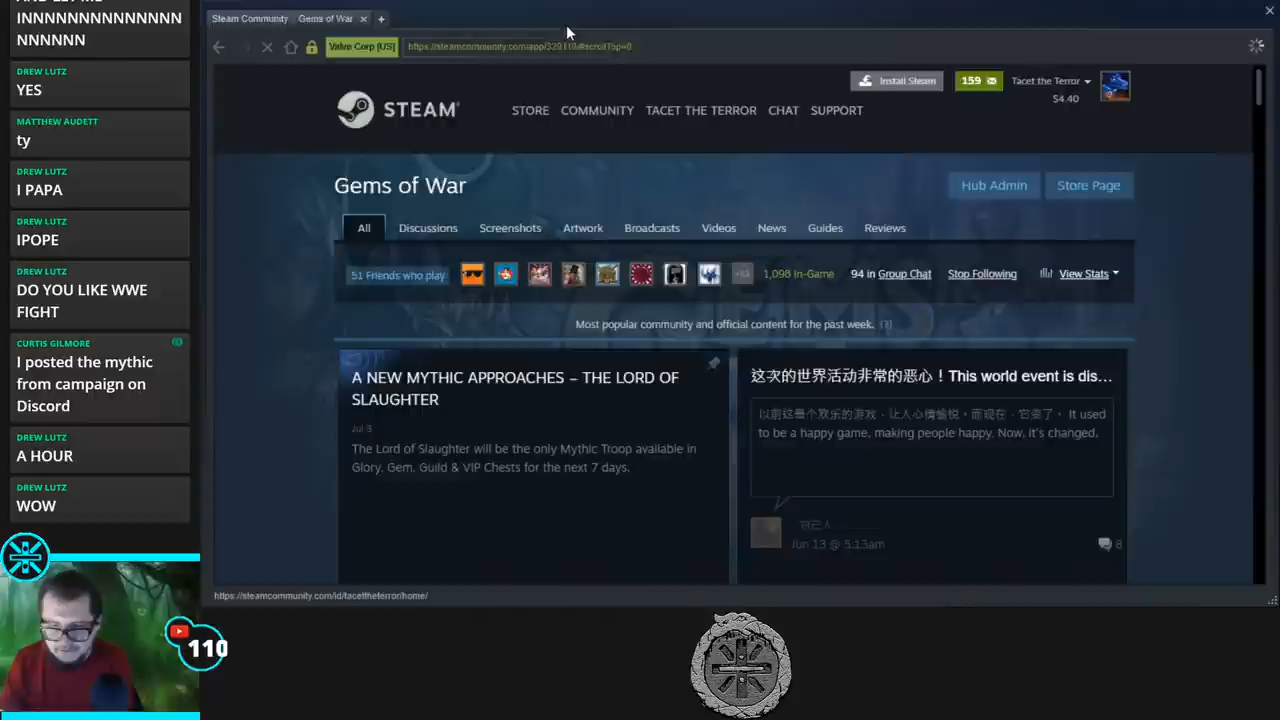 INNNNNNNNNNNNN
NNNNNN
DREW LUTZ
YES
MATTHEW AUDETT
ty
DREW LUTZ
I PAPA
DREW LUTZ
IPOPE
DREW LUTZ
DO YOU LIKE WWE
FIGHT
CURTIS GILMORE
I posted the mythic
from campaign on
Discord
DREW LUTZ
A HOUR
DREW LUTZ
WOW
110
Steam Community Gems of War
Valve Corp [US]
Install Steam
159
Tacet the Terror
$4.40
STEAM
STORE COMMUNITY TACET THE TERROR CHAT SUPPORT
Gems of War
Hub Admin Store Page
All Discussions Screenshots Artwork Broadcasts Videos News Guides Reviews
51 Friends who play
1,098 In-Game 94 in Group Chat Stop Following View Stats
Most popular community and official content for the past week. (?)
A NEW MYTHIC APPROACHES – THE LORD OF
SLAUGHTER
Jul 3
The Lord of Slaughter will be the only Mythic Troop available in
Glory, Gem, Guild & VIP Chests for the next 7 days.
这次的世界活动非常的恶心！This world event is dis...
It used
to be a happy game, making people happy. Now, it's changed.
Jun 13 @ 5:13am
8
https://steamcommunity.com/id/tacettheterror/home/